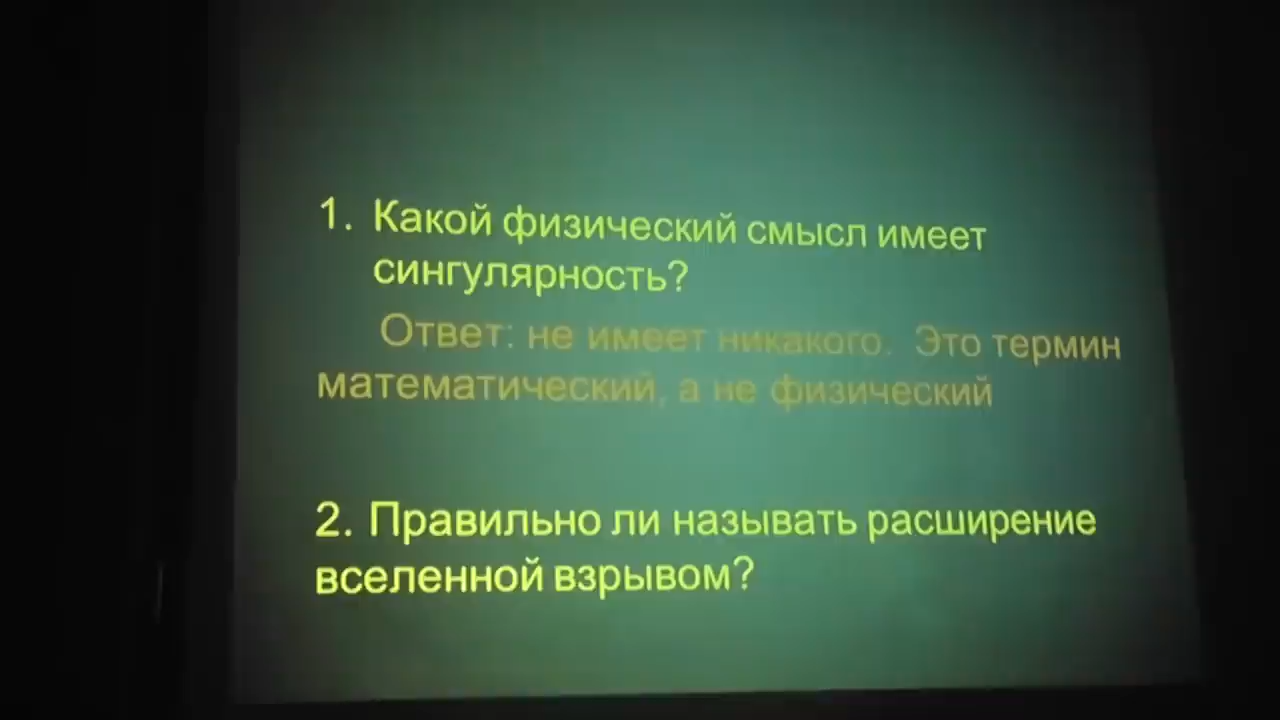 1. Какой физический смысл имеет
сингулярность?
Ответ: не имеет никакого. Это термин
математический, а не физический
2. Правильно ли называть расширение
вселенной взрывом?